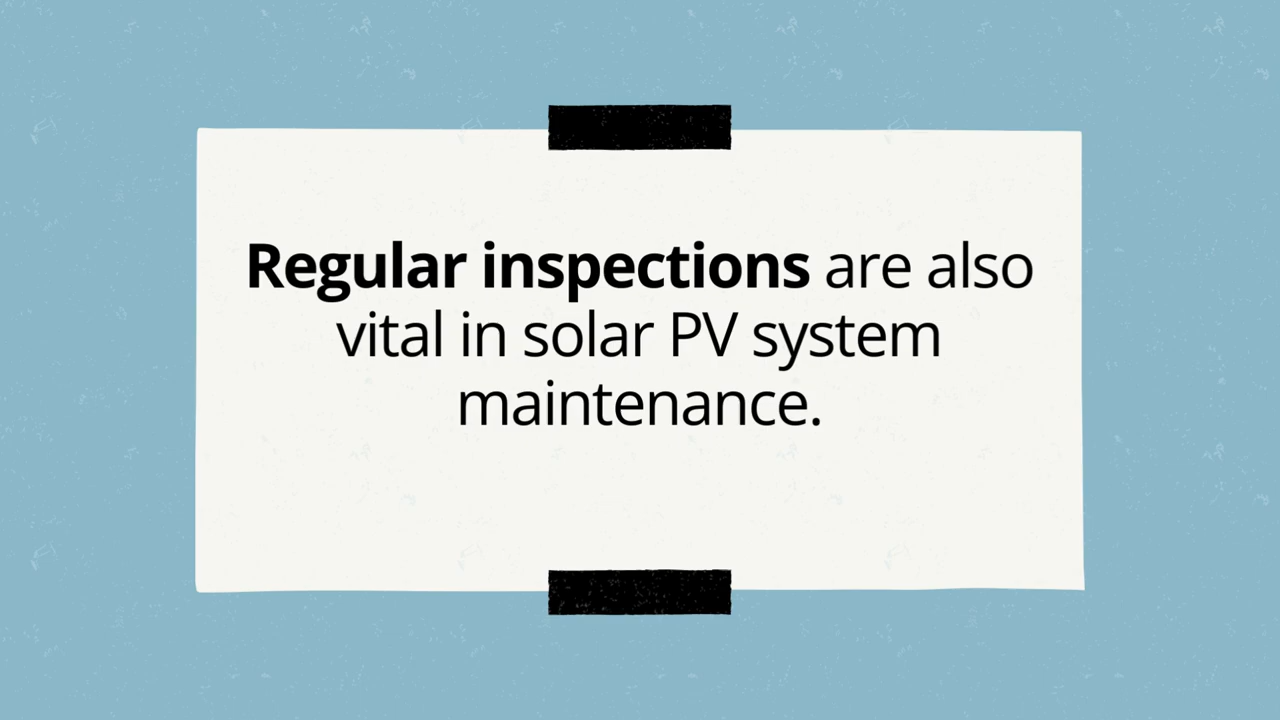 Regular inspections are also
vital in solar PV system
maintenance.